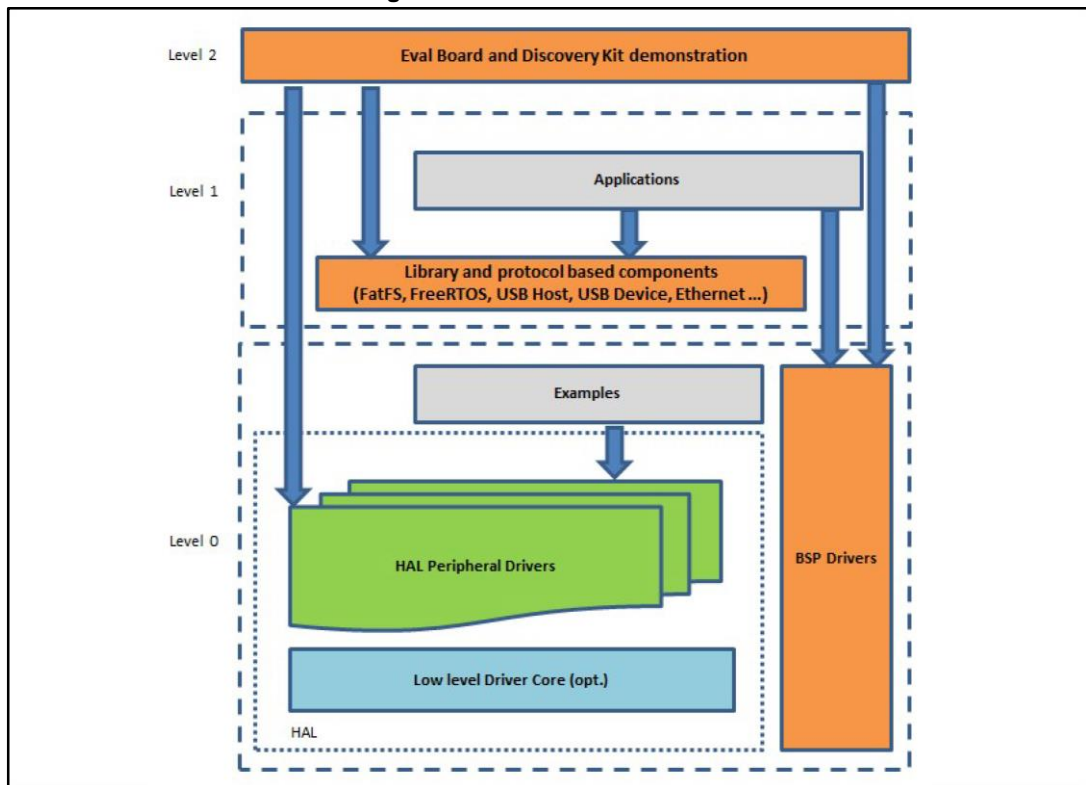 Level 2
Eval Board and Discovery Kit demonstration
Level 1
Applications
Library and protocol based components
(FatFS, FreeRTOS, USB Host, USB Device, Ethernet ...)
Examples
Level 0
HAL Peripheral Drivers
BSP Drivers
Low level Driver Core (opt.)
HAL